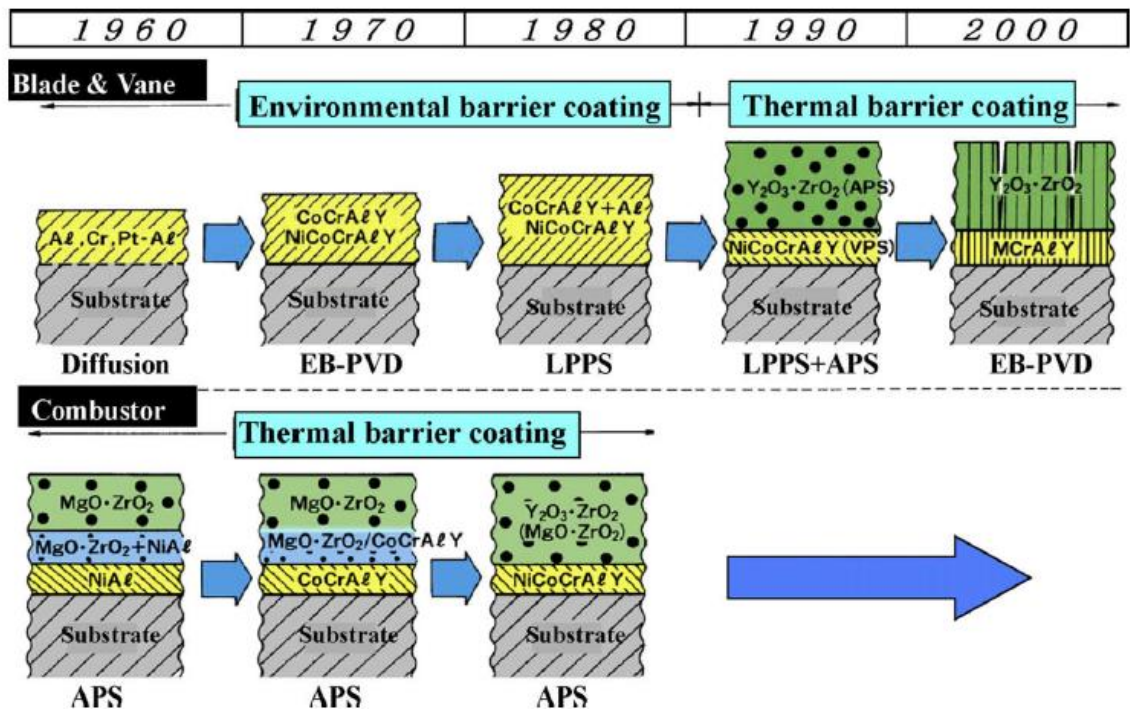 1960 1970 1980 1990 2000
Blade & Vane
Environmental barrier coating
Thermal barrier coating
Aℓ,Cr,Pt-Aℓ
Substrate
Diffusion
CoCrAℓY
NiCoCrAℓY
Substrate
EB-PVD
CoCrAℓY+Aℓ
NiCoCrAℓY
Substrate
LPPS
Y₂O₃·ZrO₂(APS)
NiCoCrAℓY(VPS)
Substrate
LPPS+APS
Y₂O₃·ZrO₂
MCrAℓY
Substrate
EB-PVD
Combustor
Thermal barrier coating
MgO·ZrO₂
MgO·ZrO₂+NiAℓ
NiAℓ
Substrate
APS
MgO·ZrO₂
MgO·ZrO₂/CoCrAℓY
CoCrAℓY
Substrate
APS
Y₂O₃·ZrO₂
(MgO·ZrO₂)
NiCoCrAℓY
Substrate
APS